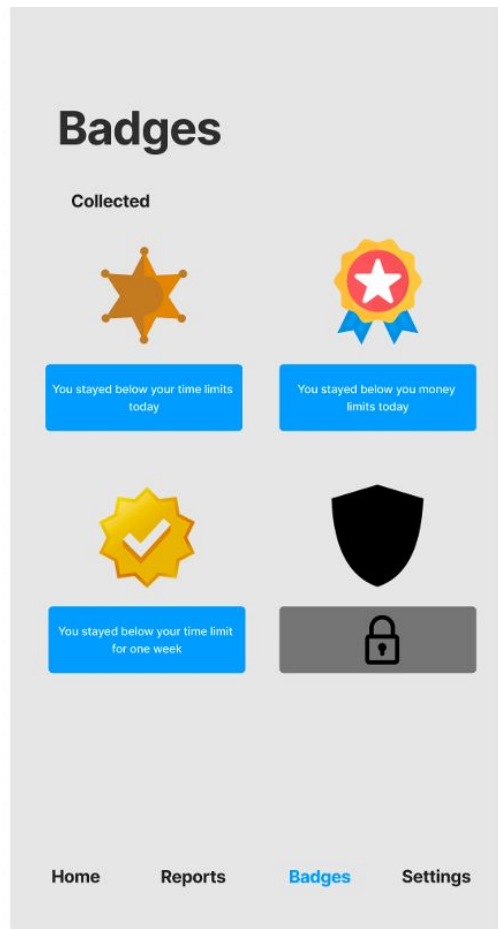 Badges
Collected
You stayed below your time limits
today
You stayed below you money
limits today
You stayed below your time limit
for one week
Home Reports Badges Settings